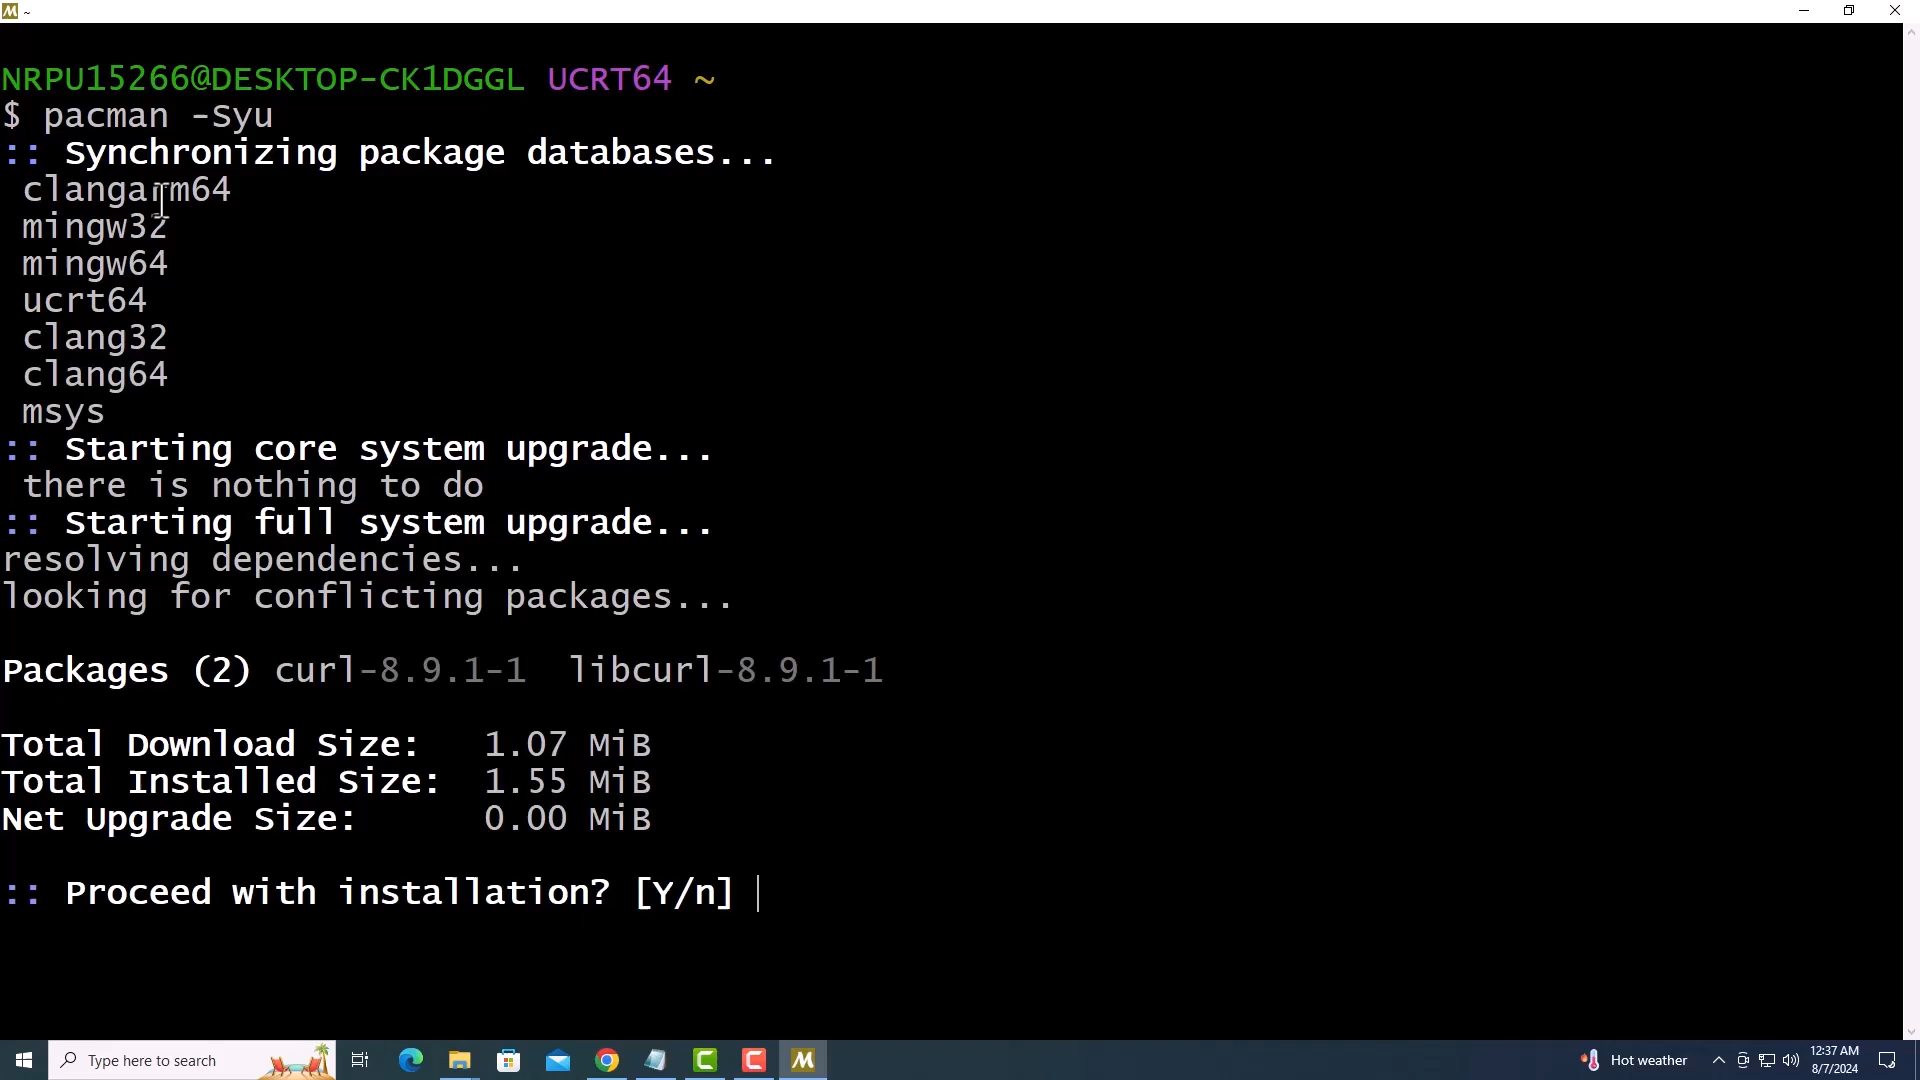 ~
NRPU15266@DESKTOP-CK1DGGL UCRT64 ~
$ pacman -Syu
:: Synchronizing package databases...
clangarm64
mingw32
mingw64
ucrt64
clang32
clang64
msys
:: Starting core system upgrade...
there is nothing to do
:: Starting full system upgrade...
resolving dependencies...
looking for conflicting packages...
Packages (2) curl-8.9.1-1  libcurl-8.9.1-1
Total Download Size:   1.07 MiB
Total Installed Size:  1.55 MiB
Net Upgrade Size:      0.00 MiB
:: Proceed with installation? [Y/n]
Type here to search
Hot weather
12:37 AM
8/7/2024